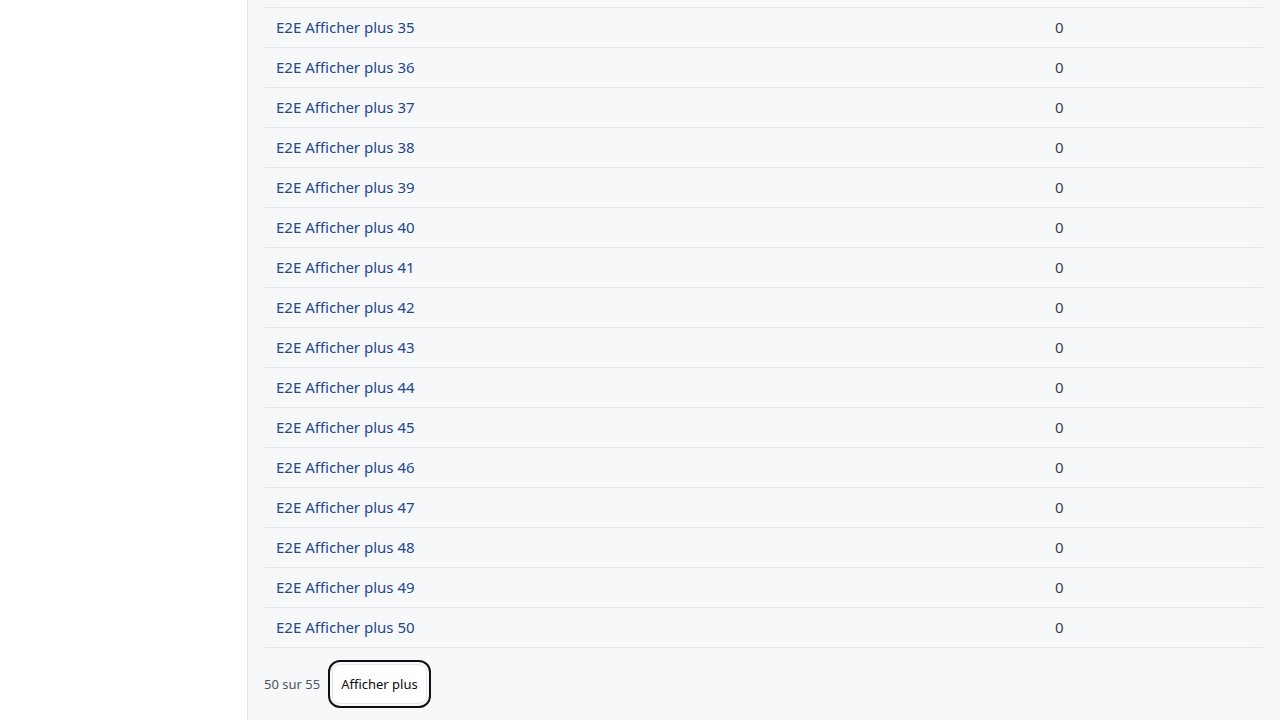 E2E Afficher plus 35 0
E2E Afficher plus 36 0
E2E Afficher plus 37 0
E2E Afficher plus 38 0
E2E Afficher plus 39 0
E2E Afficher plus 40 0
E2E Afficher plus 41 0
E2E Afficher plus 42 0
E2E Afficher plus 43 0
E2E Afficher plus 44 0
E2E Afficher plus 45 0
E2E Afficher plus 46 0
E2E Afficher plus 47 0
E2E Afficher plus 48 0
E2E Afficher plus 49 0
E2E Afficher plus 50 0
50 sur 55 Afficher plus